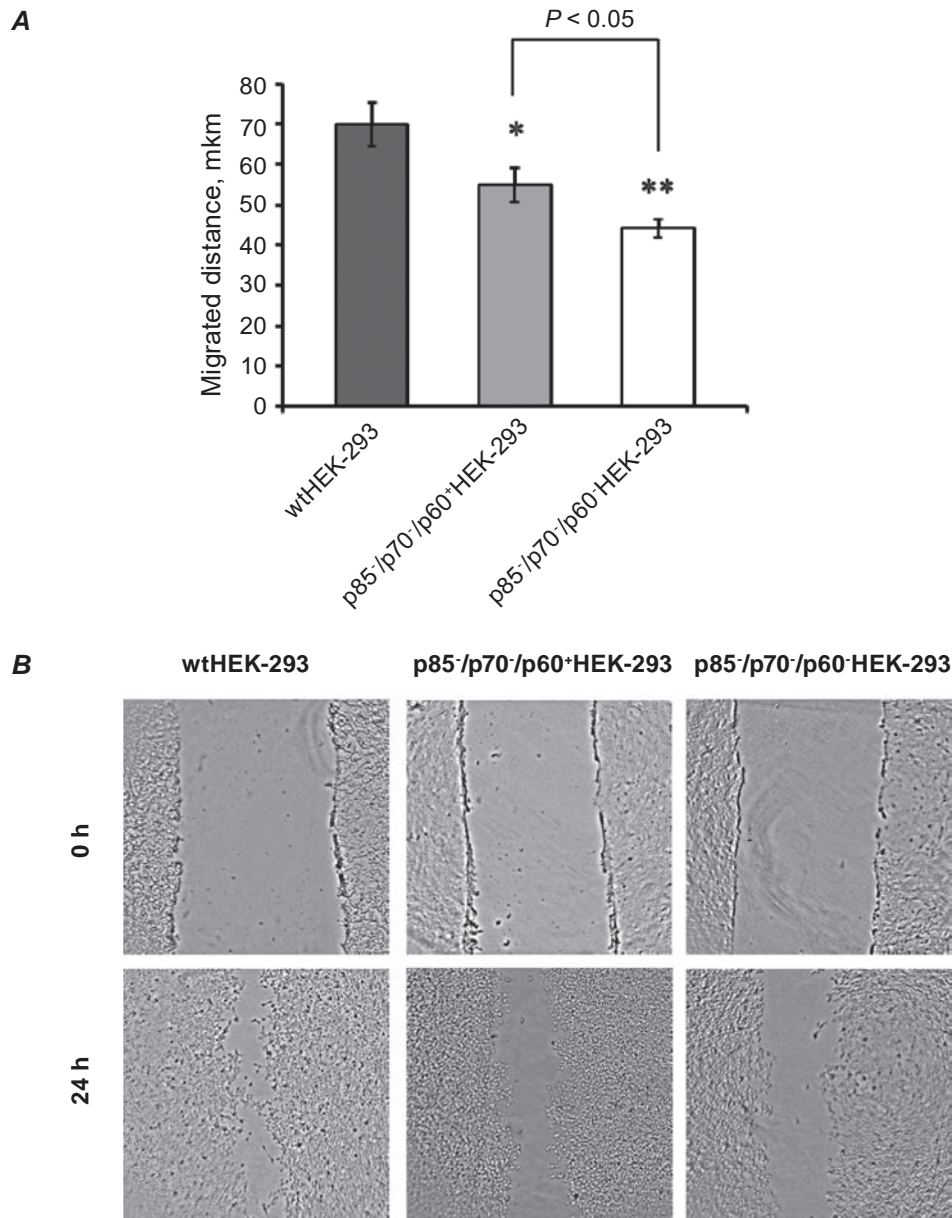 A
P < 0.05
80
70
60
50
40
30
20
10
0
Migrated distance, mkm
*
**
wtHEK-293
p85⁻/p70⁻/p60⁺HEK-293
p85⁻/p70⁻/p60⁻HEK-293
B
wtHEK-293
p85⁻/p70⁻/p60⁺HEK-293
p85⁻/p70⁻/p60⁻HEK-293
0 h
24 h